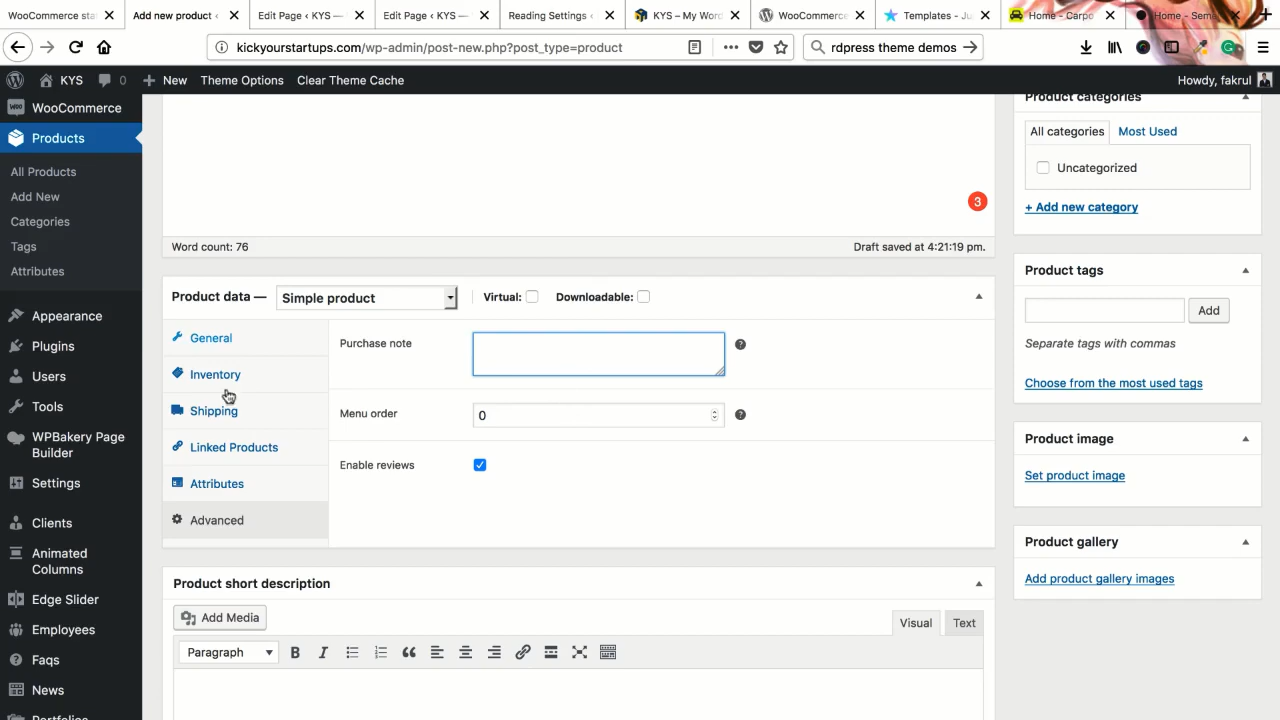 WooCommerce sta
Add new product ‹
Edit Page ‹ KYS —
Edit Page ‹ KYS —
Reading Settings ‹
KYS – My Wor
WooCommerce
Templates - Ju
Home - Carpo
Home - Sem
kickyourstartups.com/wp-admin/post-new.php?post_type=product
rdpress theme demos
KYS
0
New
Theme Options
Clear Theme Cache
Howdy, fakrul
WooCommerce
Products
All Products
Add New
Categories
Tags
Attributes
Appearance
Plugins
Users
Tools
WPBakery Page
Builder
Settings
Clients
Animated
Columns
Edge Slider
Employees
Faqs
News
Portfolios
3
Word count: 76
Draft saved at 4:21:19 pm.
Product data —
Simple product
Virtual:
Downloadable:
General
Inventory
Shipping
Linked Products
Attributes
Advanced
Purchase note
Menu order
0
Enable reviews
Product short description
Add Media
Visual
Text
Paragraph
Product categories
All categories
Most Used
Uncategorized
+ Add new category
Product tags
Add
Separate tags with commas
Choose from the most used tags
Product image
Set product image
Product gallery
Add product gallery images